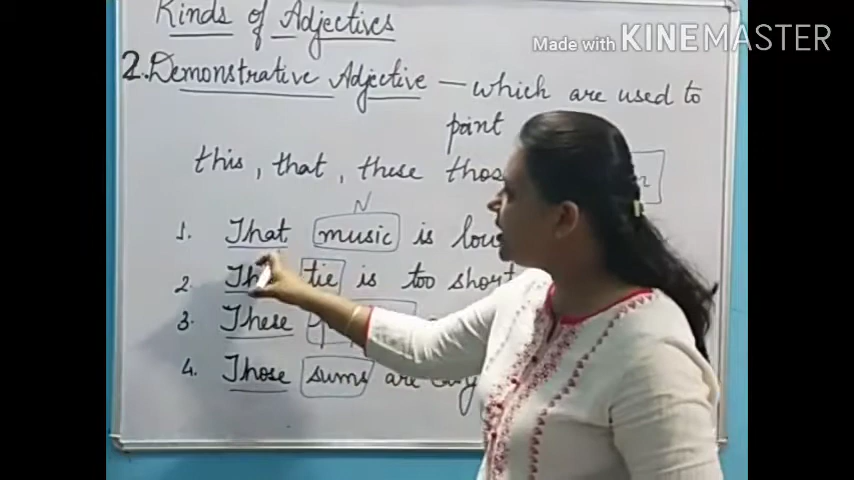 Kinds of Adjectives
Made with KINEMASTER
2. Demonstrative Adjective — which are used to
point
this, that, these those
N
1. That music is
2. tie is too short
3. These
4. Those sums are